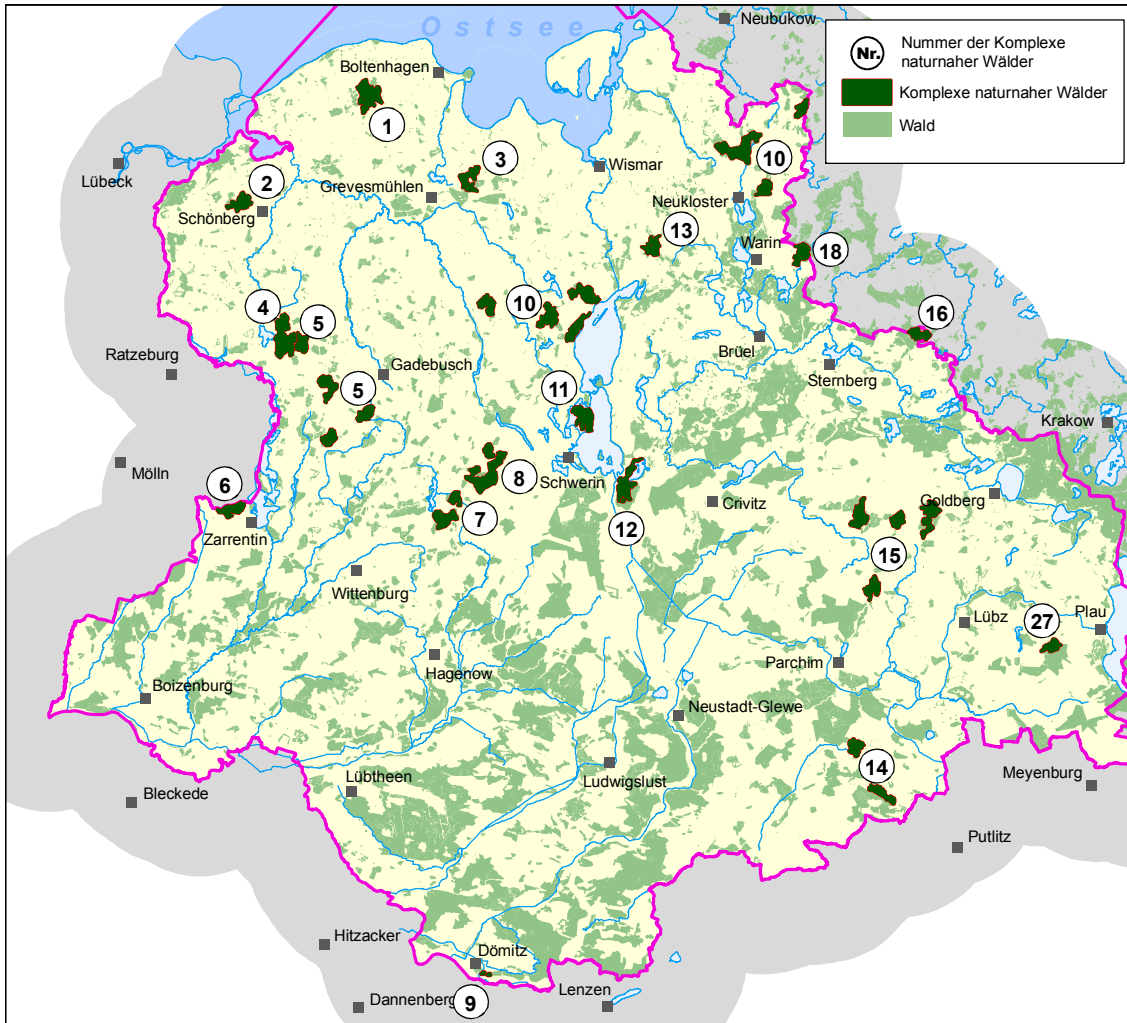 Ostsee
Neubukow
Nr.
Nummer der Komplexe
naturnaher Wälder
Komplexe naturnaher Wälder
Wald
Boltenhagen
1
3
10
Lübeck
2
Grevesmühlen
Wismar
Schönberg
Neukloster
13
Warin
18
4
5
10
16
Ratzeburg
Gadebusch
Brüel
Sternberg
5
11
Krakow
Mölln
8
Schwerin
6
Zarrentin
7
12
Crivitz
Goldberg
15
Wittenburg
Lübz
27
Plau
Hagenow
Parchim
Boizenburg
Neustadt-Glewe
14
Lübtheen
Ludwigslust
Meyenburg
Bleckede
Putlitz
Hitzacker
Dömitz
Dannenberg
9
Lenzen